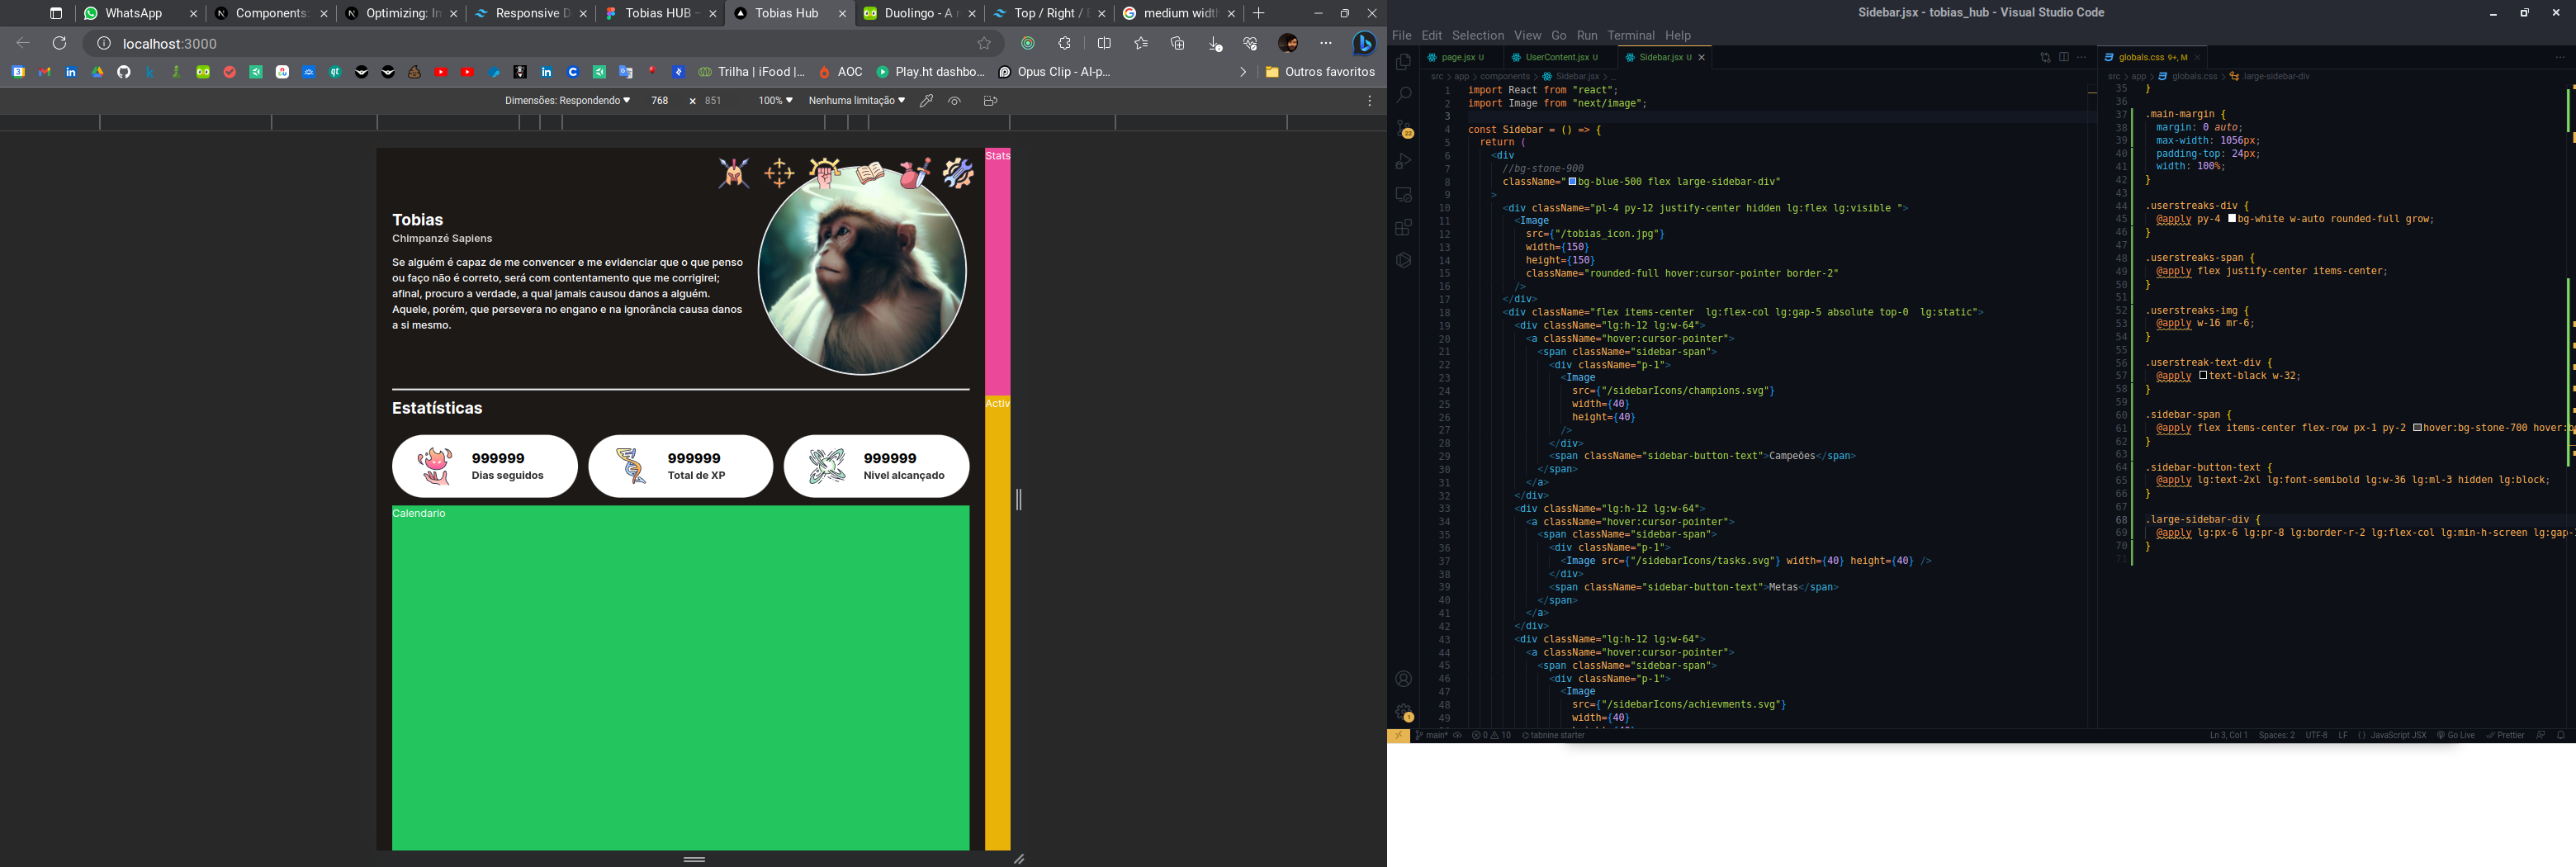 WhatsApp
Components:
Optimizing: Im
Responsive D
Tobias HUB –
Tobias Hub
Duolingo - A m
Top / Right / B
medium width
localhost:3000
Trilha | iFood |...
AOC
Play.ht dashbo...
Opus Clip - AI-p...
Outros favoritos
Dimensões: Respondendo ▼ 768 × 851 100% ▼ Nenhuma limitação ▼
Stats
Tobias
Chimpanzé Sapiens
Se alguém é capaz de me convencer e me evidenciar que o que penso
ou faço não é correto, será com contentamento que me corrigirei;
afinal, procuro a verdade, a qual jamais causou danos a alguém.
Aquele, porém, que persevera no engano e na ignorância causa danos
a si mesmo.
Activ
Estatísticas
999999
Dias seguidos
999999
Total de XP
999999
Nivel alcançado
Calendario
Sidebar.jsx - tobias_hub - Visual Studio Code
File Edit Selection View Go Run Terminal Help
page.jsx U
UserContent.jsx U
Sidebar.jsx U
src > app > components > Sidebar.jsx > ...
1 import React from "react";
2 import Image from "next/image";
3
4 const Sidebar = () => {
5 return (
6 <div
7 //bg-stone-900
8 className="bg-blue-500 flex large-sidebar-div"
9 >
10 <div className="pl-4 py-12 justify-center hidden lg:flex lg:visible ">
11 <Image
12 src={"/tobias_icon.jpg"}
13 width={150}
14 height={150}
15 className="rounded-full hover:cursor-pointer border-2"
16 />
17 </div>
18 <div className="flex items-center  lg:flex-col lg:gap-5 absolute top-0  lg:static">
19 <div className="lg:h-12 lg:w-64">
20 <a className="hover:cursor-pointer">
21 <span className="sidebar-span">
22 <div className="p-1">
23 <Image
24 src={"/sidebarIcons/champions.svg"}
25 width={40}
26 height={40}
27 />
28 </div>
29 <span className="sidebar-button-text">Campeões</span>
30 </span>
31 </a>
32 </div>
33 <div className="lg:h-12 lg:w-64">
34 <a className="hover:cursor-pointer">
35 <span className="sidebar-span">
36 <div className="p-1">
37 <Image src={"/sidebarIcons/tasks.svg"} width={40} height={40} />
38 </div>
39 <span className="sidebar-button-text">Metas</span>
40 </span>
41 </a>
42 </div>
43 <div className="lg:h-12 lg:w-64">
44 <a className="hover:cursor-pointer">
45 <span className="sidebar-span">
46 <div className="p-1">
47 <Image
48 src={"/sidebarIcons/achievments.svg"}
49 width={40}
globals.css 9+, M
src > app > globals.css > .large-sidebar-div
35 }
36
37 .main-margin {
38 margin: 0 auto;
39 max-width: 1056px;
40 padding-top: 24px;
41 width: 100%;
42 }
43
44 .userstreaks-div {
45 @apply py-4 bg-white w-auto rounded-full grow;
46 }
47
48 .userstreaks-span {
49 @apply flex justify-center items-center;
50 }
51
52 .userstreaks-img {
53 @apply w-16 mr-6;
54 }
55
56 .userstreak-text-div {
57 @apply text-black w-32;
58 }
59
60 .sidebar-span {
61 @apply flex items-center flex-row px-1 py-2 hover:bg-stone-700 hover:
62 }
63
64 .sidebar-button-text {
65 @apply lg:text-2xl lg:font-semibold lg:w-36 lg:ml-3 hidden lg:block;
66 }
67
68 .large-sidebar-div {
69 @apply lg:px-6 lg:pr-8 lg:border-r-2 lg:flex-col lg:min-h-screen lg:gap-
70 }
71
main* 0 10 tabnine starter
Ln 3, Col 1 Spaces: 2 UTF-8 LF { } JavaScript JSX Go Live Prettier